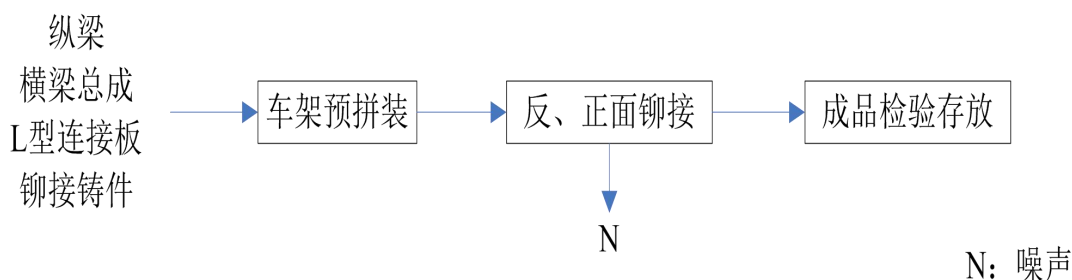 纵梁
横梁总成
L型连接板
铆接铸件
车架预拼装
反、正面铆接
成品检验存放
N
N：噪声